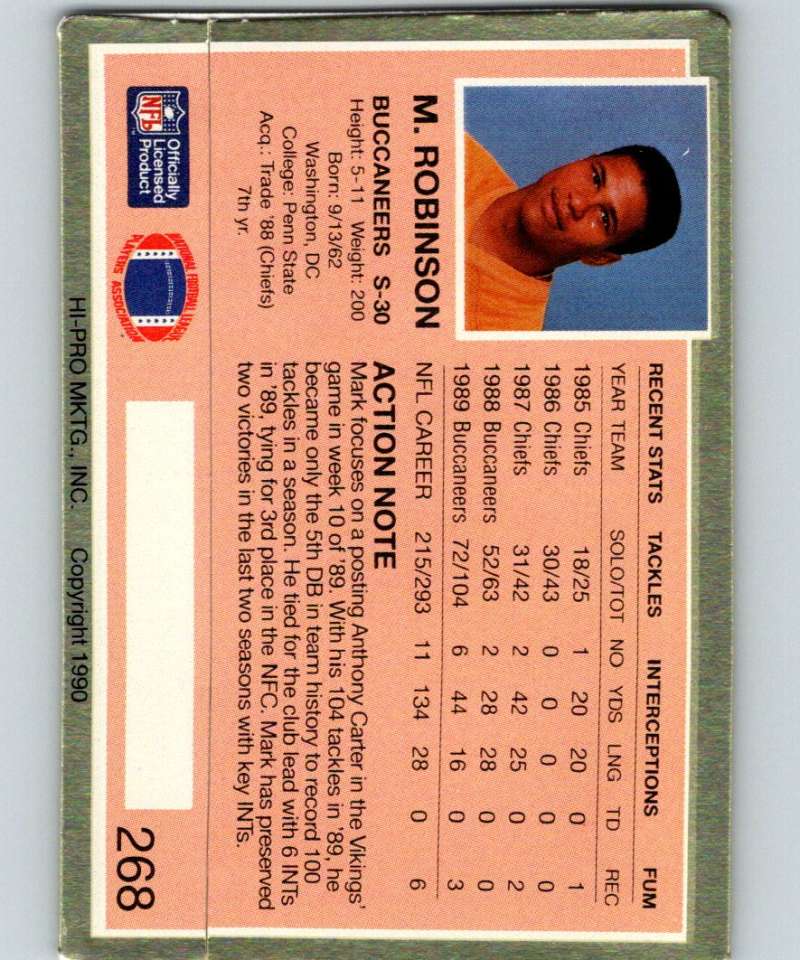 M. ROBINSON
BUCCANEERS S-30
Height: 5-11 Weight: 200
Born: 9/13/62
Washington, DC
College: Penn State
Acq.: Trade '88 (Chiefs)
7th yr.
RECENT STATS TACKLES INTERCEPTIONS FUM
YEAR TEAM SOLO/TOT NO YDS LNG TD REC
1985 Chiefs 18/25 1 20 20 0 1
1986 Chiefs 30/43 0 0 0 0 0
1987 Chiefs 31/42 2 42 25 0 2
1988 Buccaneers 52/63 2 28 28 0 0
1989 Buccaneers 72/104 6 44 16 0 3
NFL CAREER 215/293 11 134 28 0 6
ACTION NOTE
Mark focuses on a posting Anthony Carter in the Vikings'
game in week 10 of '89. With his 104 tackles in '89, he
became only the 5th DB in team history to record 100
tackles in a season. He tied for the club lead with 6 INTs
in '89, tying for 3rd place in the NFC. Mark has preserved
two victories in the last two seasons with key INTs.
NFL
Officially
Licensed
Product
NATIONAL FOOTBALL LEAGUE
PLAYERS ASSOCIATION
268
HI-PRO MKTG., INC. Copyright 1990